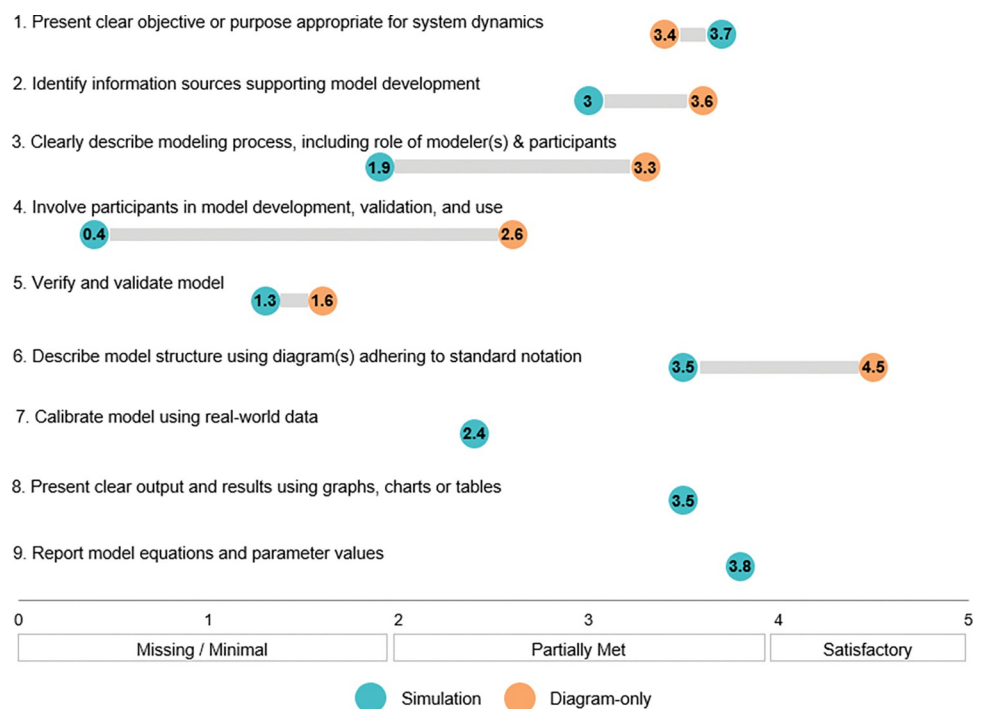 1. Present clear objective or purpose appropriate for system dynamics
3.4 3.7
2. Identify information sources supporting model development
3 3.6
3. Clearly describe modeling process, including role of modeler(s) & participants
1.9 3.3
4. Involve participants in model development, validation, and use
0.4 2.6
5. Verify and validate model
1.3 1.6
6. Describe model structure using diagram(s) adhering to standard notation
3.5 4.5
7. Calibrate model using real-world data
2.4
8. Present clear output and results using graphs, charts or tables
3.5
9. Report model equations and parameter values
3.8
0 1 2 3 4 5
Missing / Minimal Partially Met Satisfactory
Simulation Diagram-only